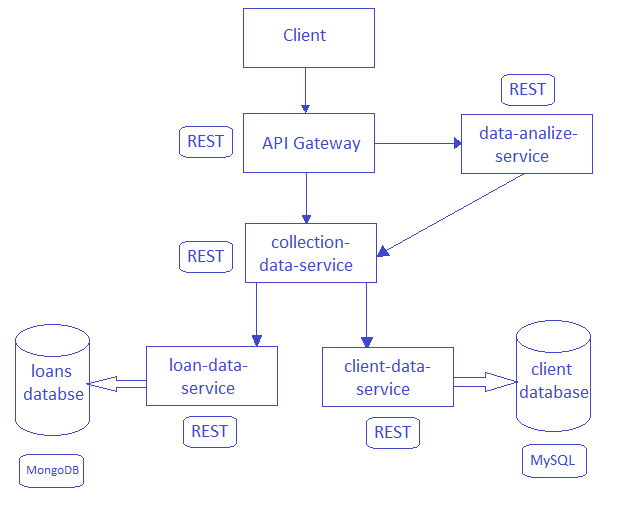 Client
REST
REST
API Gateway
data-analize-
service
REST
collection-
data-service
loans
databse
loan-data-
service
client-data-
service
client
database
REST
REST
MongoDB
MySQL